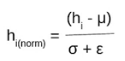 h_i(norm) = (h_i - μ) / (σ + ε)